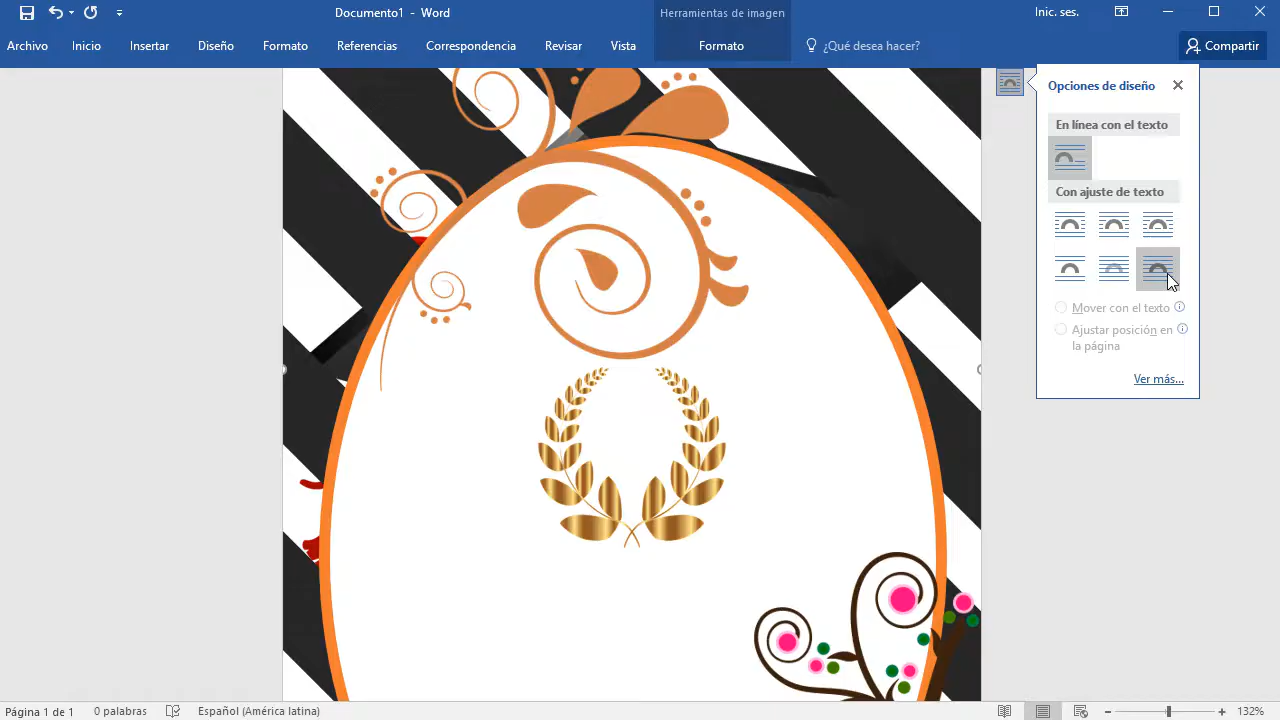 Documento1 - Word
Herramientas de imagen
Inic. ses.
Archivo
Inicio
Insertar
Diseño
Formato
Referencias
Correspondencia
Revisar
Vista
Formato
¿Qué desea hacer?
Compartir
Opciones de diseño
En línea con el texto
Con ajuste de texto
Mover con el texto
Ajustar posición en
la página
Ver más...
Página 1 de 1
0 palabras
Español (América latina)
132%